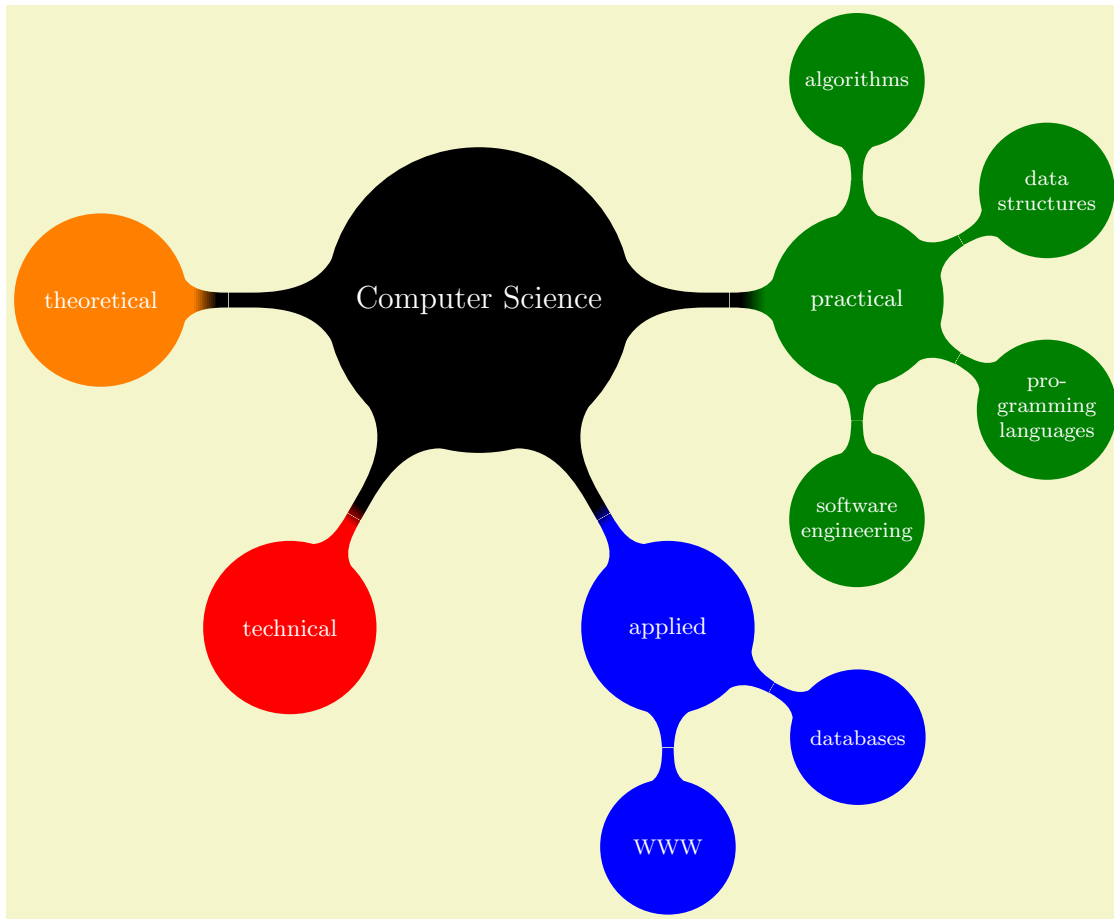 algorithms
data
structures
Computer Science
theoretical
practical
pro-
gramming
languages
software
engineering
technical
applied
databases
WWW